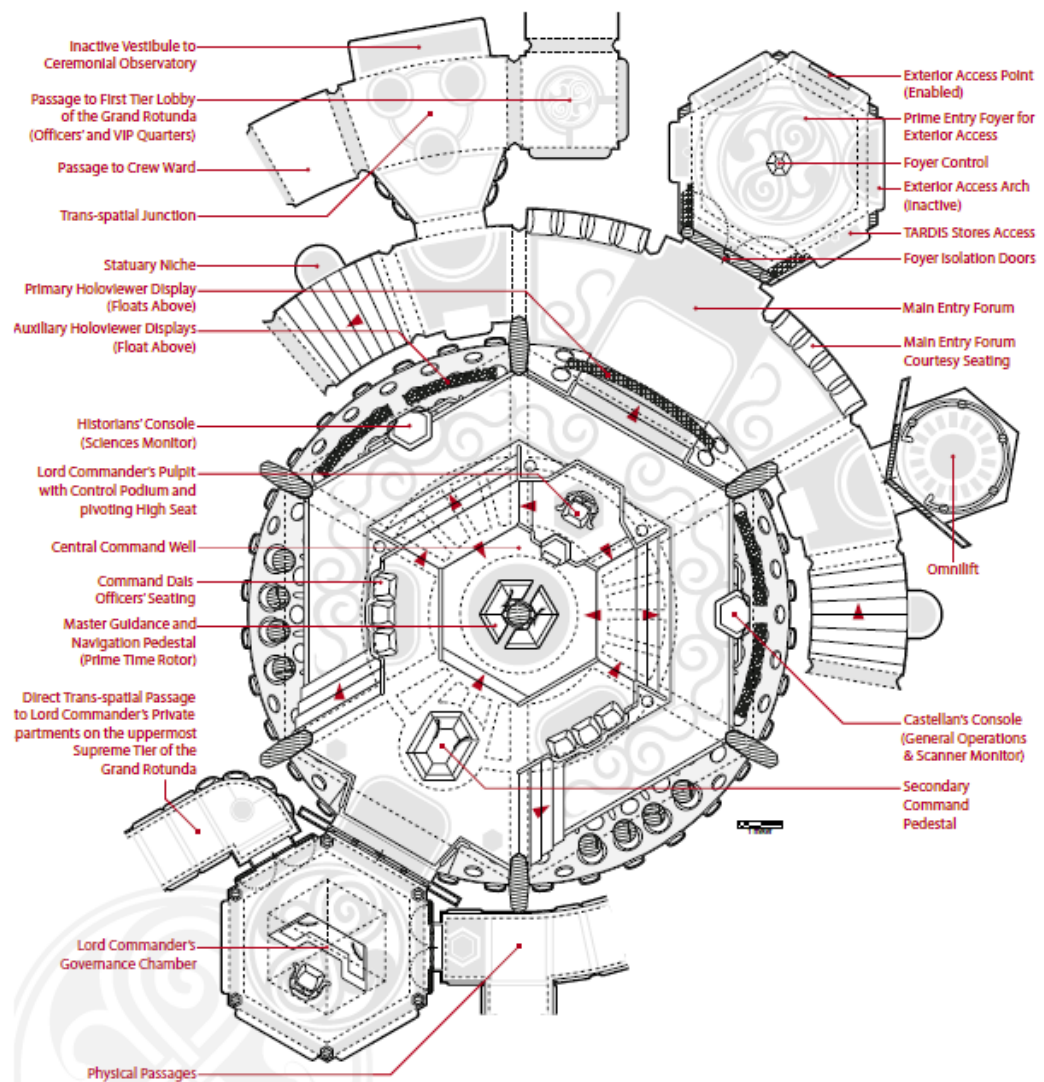 Inactive Vestibule to
Ceremonial Observatory
Passage to First Tier Lobby
of the Grand Rotunda
(Officers' and VIP Quarters)
Passage to Crew Ward
Trans-spatial Junction
Statuary Niche
Primary Holoviewer Display
(Floats Above)
Auxiliary Holoviewer Displays
(Float Above)
Historians' Console
(Sciences Monitor)
Lord Commander's Pulpit
with Control Podium and
pivoting High Seat
Central Command Well
Command Dais
Officers' Seating
Master Guidance and
Navigation Pedestal
(Prime Time Rotor)
Direct Trans-spatial Passage
to Lord Commander's Private
partments on the uppermost
Supreme Tier of the
Grand Rotunda
Lord Commander's
Governance Chamber
Physical Passages
Exterior Access Point
(Enabled)
Prime Entry Foyer for
Exterior Access
Foyer Control
Exterior Access Arch
(Inactive)
TARDIS Stores Access
Foyer Isolation Doors
Main Entry Forum
Main Entry Forum
Courtesy Seating
Omnilift
Castellan's Console
(General Operations
& Scanner Monitor)
Secondary
Command
Pedestal